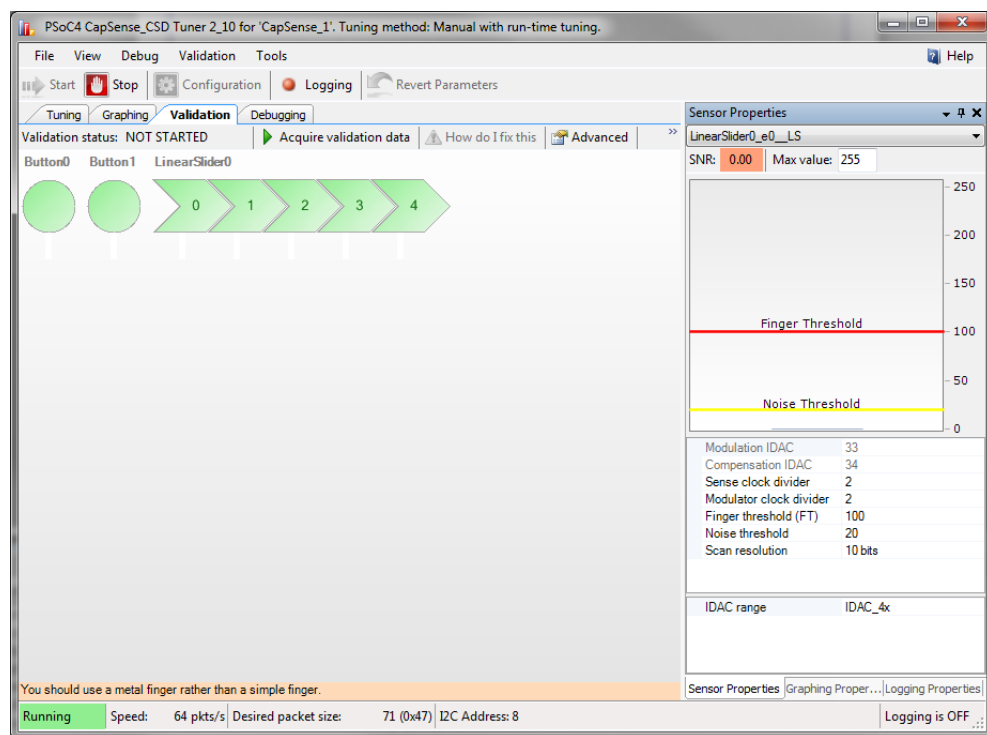 PSoC4 CapSense_CSD Tuner 2_10 for 'CapSense_1'. Tuning method: Manual with run-time tuning.
File View Debug Validation Tools Help
Start Stop Configuration Logging Revert Parameters
Tuning Graphing Validation Debugging
Validation status: NOT STARTED Acquire validation data How do I fix this Advanced
Button0 Button1 LinearSlider0
0 1 2 3 4
Sensor Properties
LinearSlider0_e0__LS
SNR: 0.00 Max value: 255
250
200
150
Finger Threshold
100
50
Noise Threshold
0
Modulation IDAC 33
Compensation IDAC 34
Sense clock divider 2
Modulator clock divider 2
Finger threshold (FT) 100
Noise threshold 20
Scan resolution 10 bits
IDAC range IDAC_4x
You should use a metal finger rather than a simple finger.
Sensor Properties Graphing Proper... Logging Properties
Running Speed: 64 pkts/s Desired packet size: 71 (0x47) I2C Address: 8 Logging is OFF